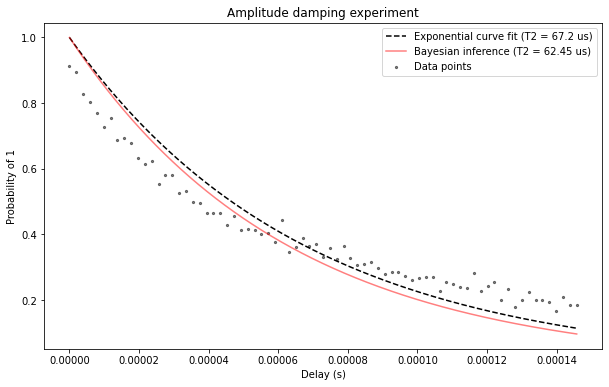 Amplitude damping experiment
Exponential curve fit (T2 = 67.2 us)
Bayesian inference (T2 = 62.45 us)
Data points
Probability of 1
1.0
0.8
0.6
0.4
0.2
0.00000 0.00002 0.00004 0.00006 0.00008 0.00010 0.00012 0.00014
Delay (s)